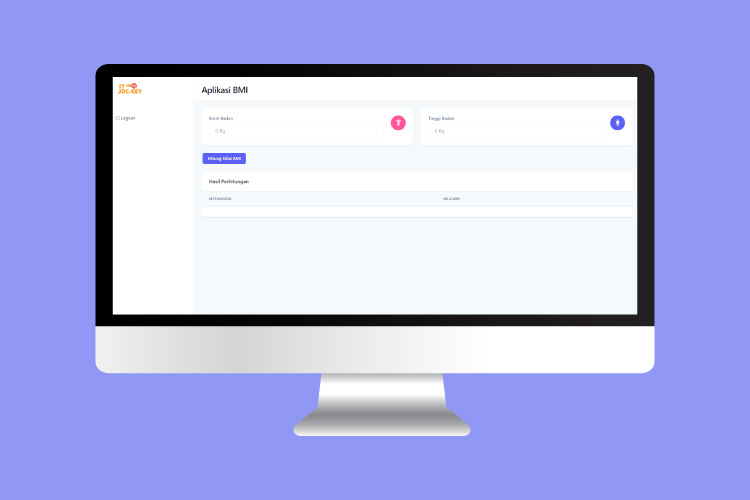 IT
JOC-KEY
Aplikasi BMI
Logout
Berat Badan
0 Kg
Tinggi Badan
0 Kg
Hitung Nilai BMI
Hasil Perhitungan
KETERANGAN
NILAI BMI